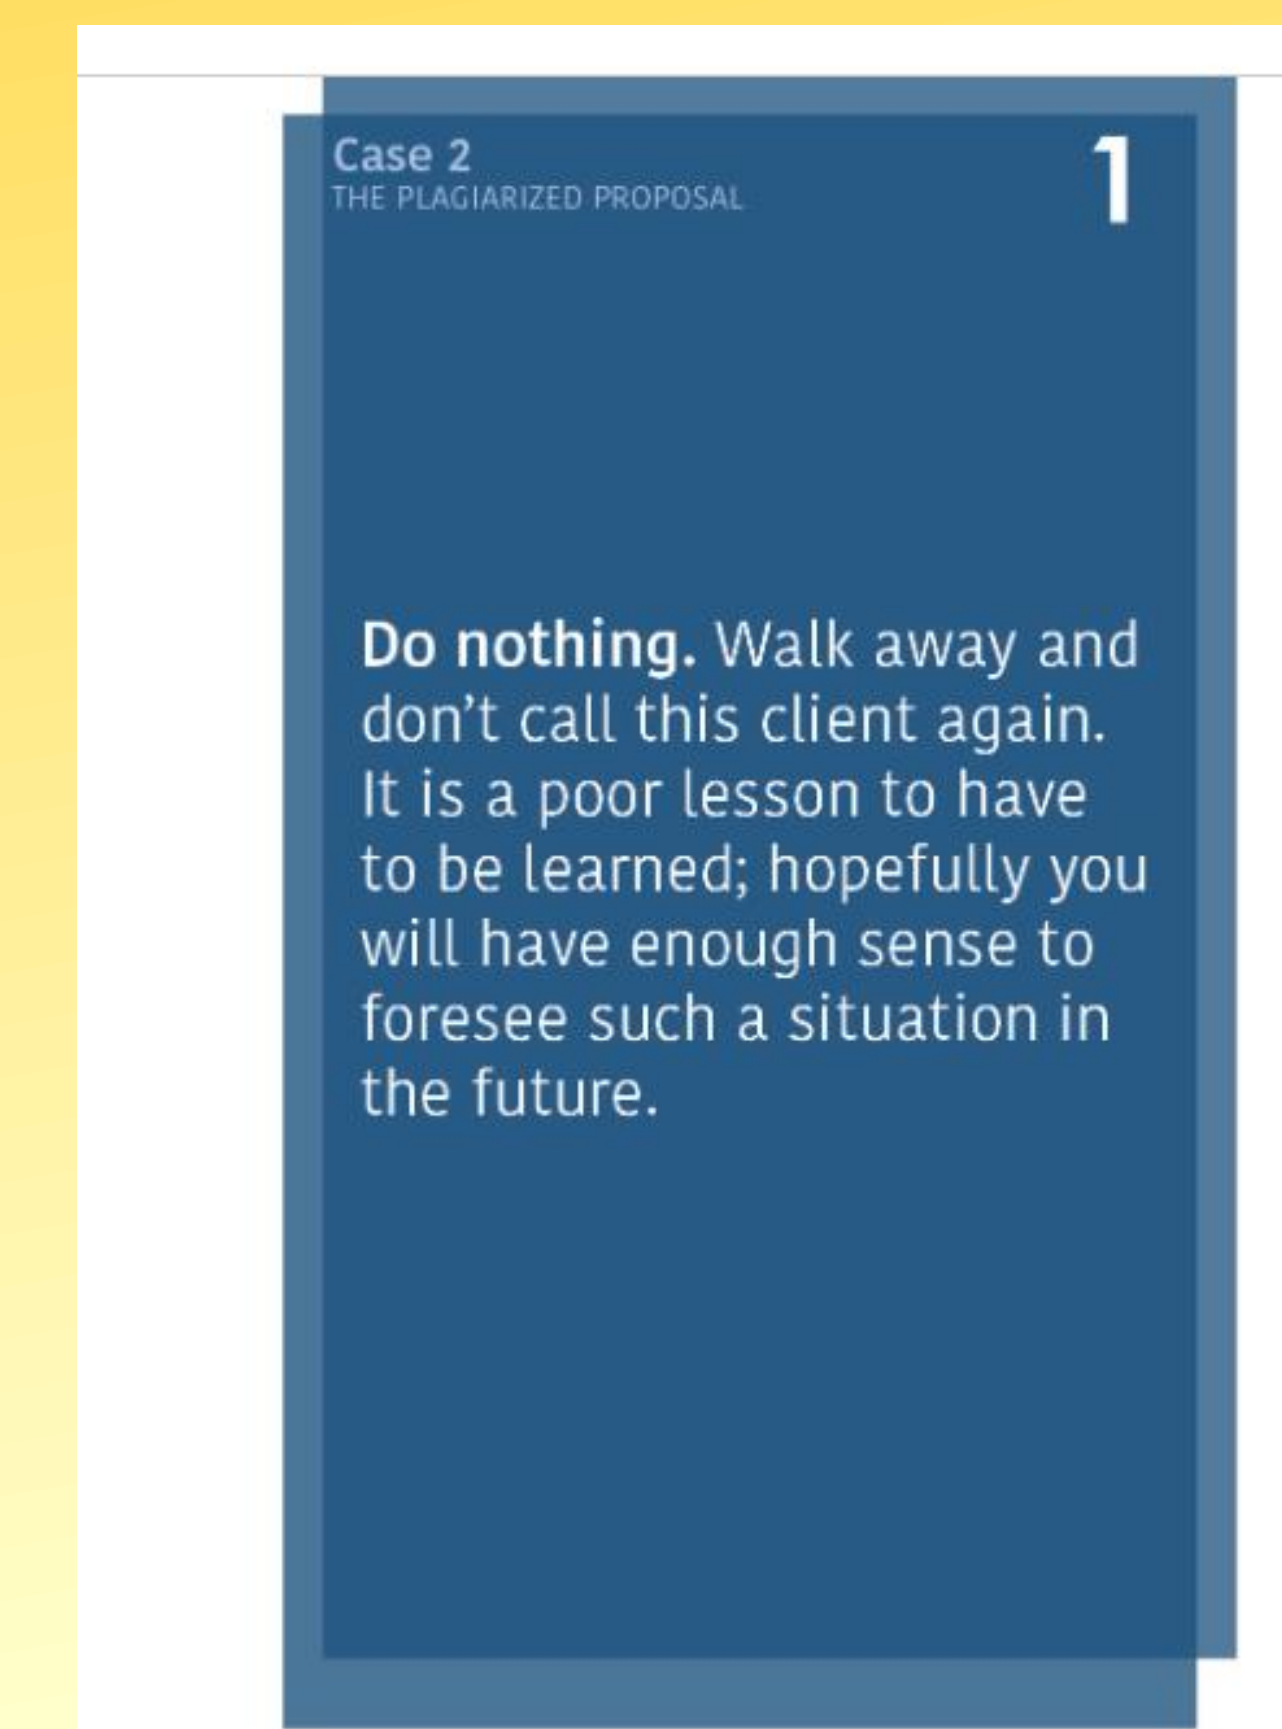 Case 2
1
THE PLAGIARIZED PROPOSAL
Do nothing. Walk away and
don’t call this client again.
It is a poor lesson to have
to be learned; hopefully you
will have enough sense to
foresee such a situation in
the future.